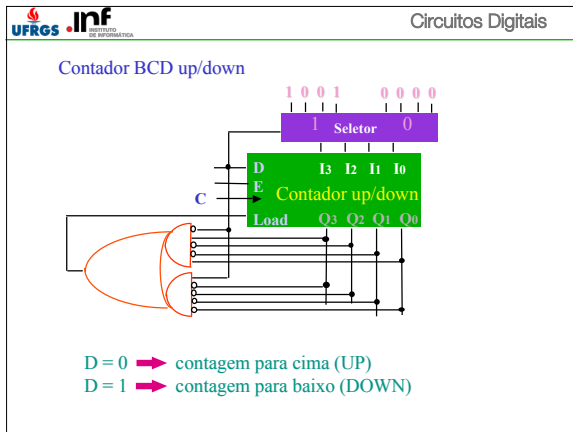 UFRGS .inf INSTITUTO DE INFORMÁTICA
Circuitos Digitais
Contador BCD up/down
1 0 0 1 0 0 0 0
1 Seletor 0
D I3 I2 I1 I0
E Contador up/down
C
Load Q3 Q2 Q1 Q0
D = 0 contagem para cima (UP)
D = 1 contagem para baixo (DOWN)